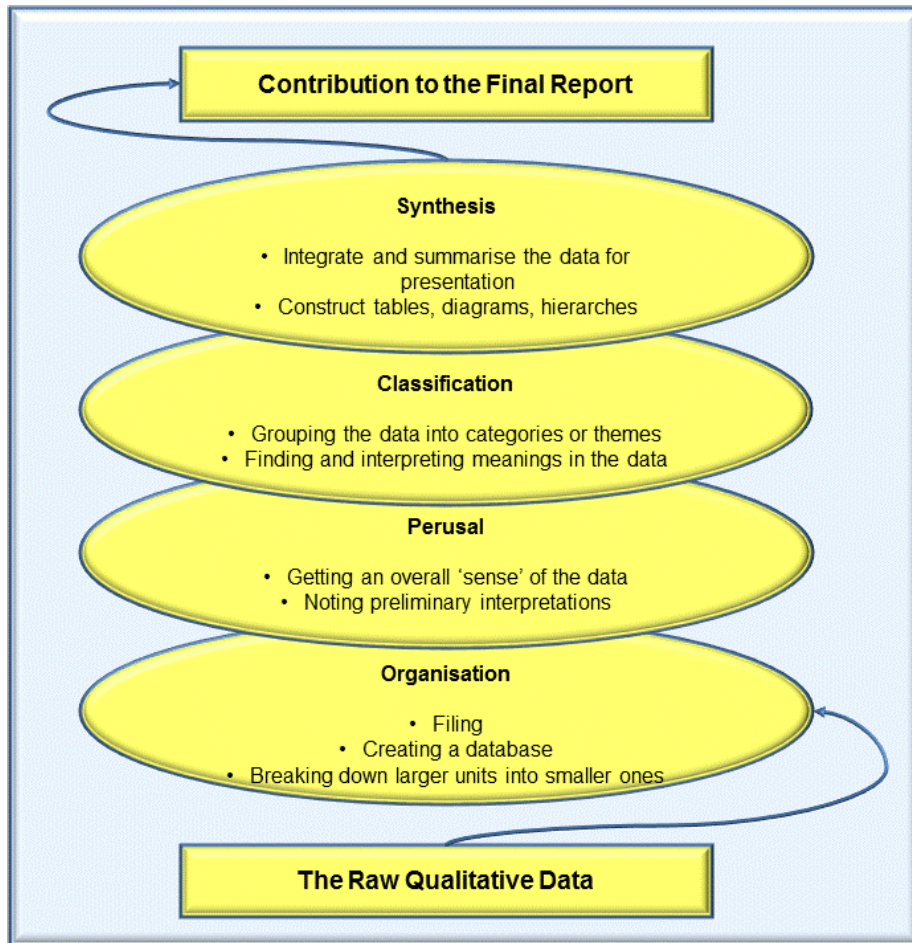 Contribution to the Final Report
Synthesis
• Integrate and summarise the data for
presentation
• Construct tables, diagrams, hierarches
Classification
• Grouping the data into categories or themes
• Finding and interpreting meanings in the data
Perusal
• Getting an overall ‘sense’ of the data
• Noting preliminary interpretations
Organisation
• Filing
• Creating a database
• Breaking down larger units into smaller ones
The Raw Qualitative Data